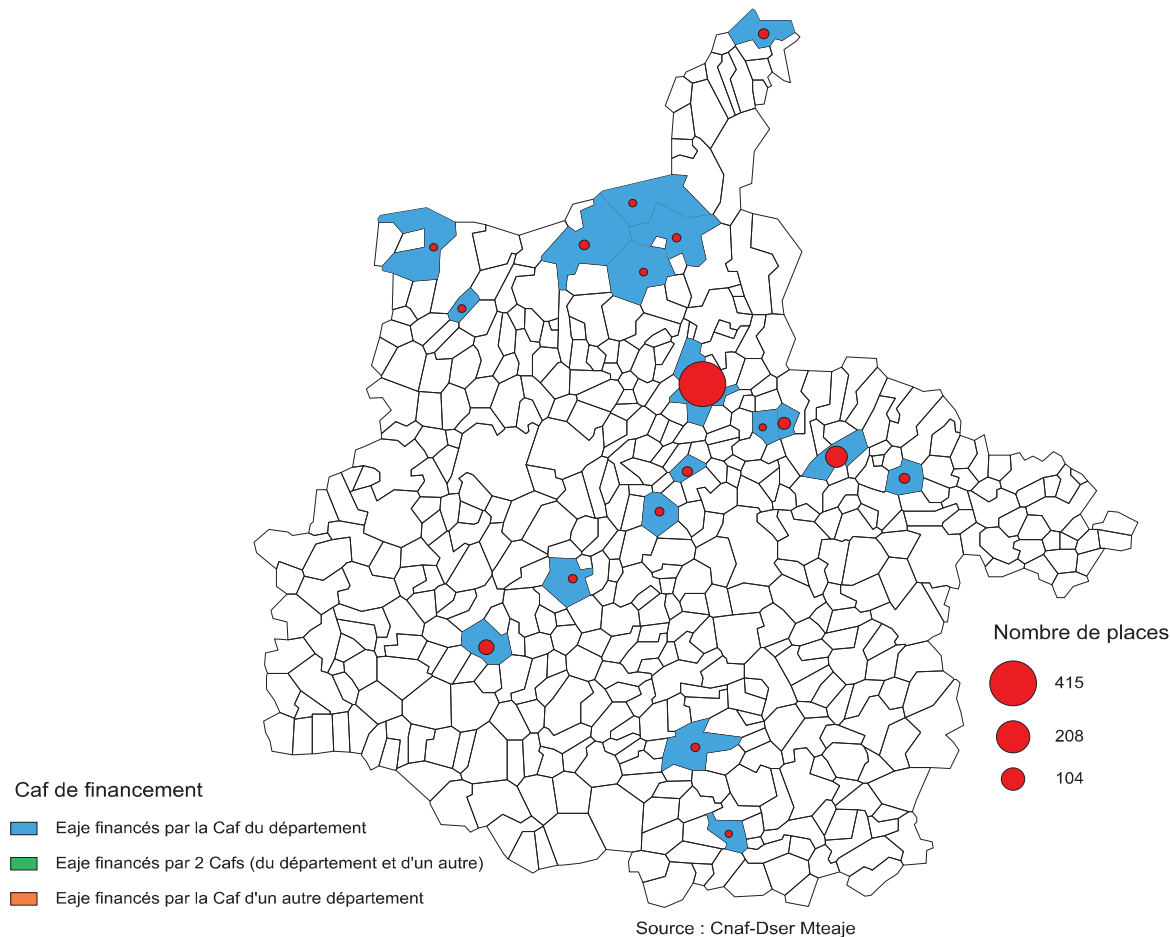 Nombre de places
415
208
104
Caf de financement
Eaje financés par la Caf du département
Eaje financés par 2 Cafs (du département et d'un autre)
Eaje financés par la Caf d'un autre département
Source : Cnaf-Dser Mteaje